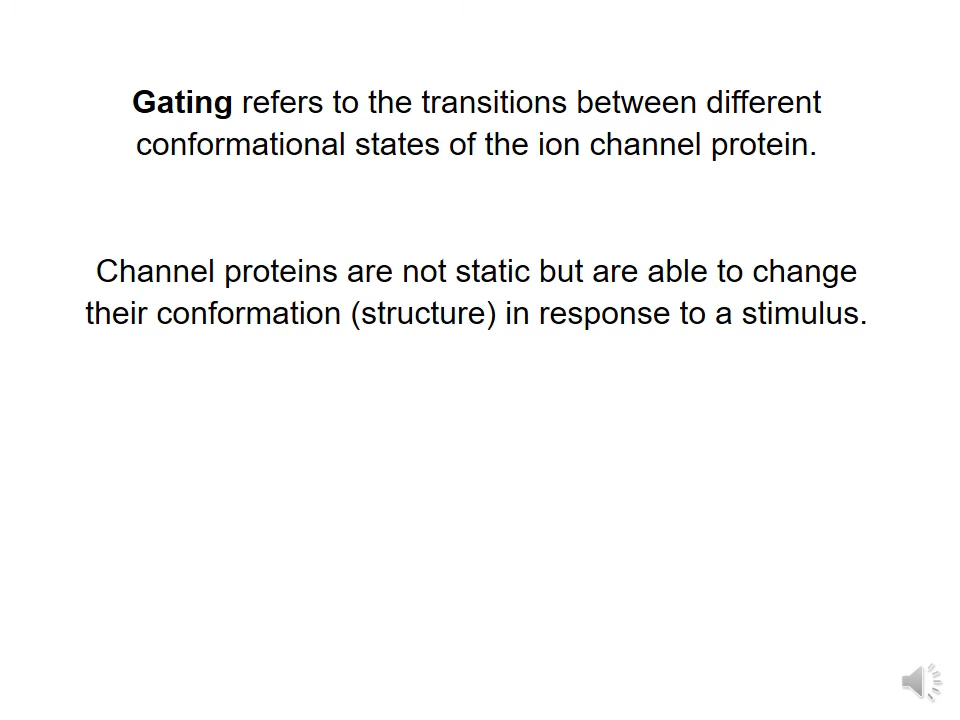 Gating refers to the transitions between different
conformational states of the ion channel protein.
Channel proteins are not static but are able to change
their conformation (structure) in response to a stimulus.